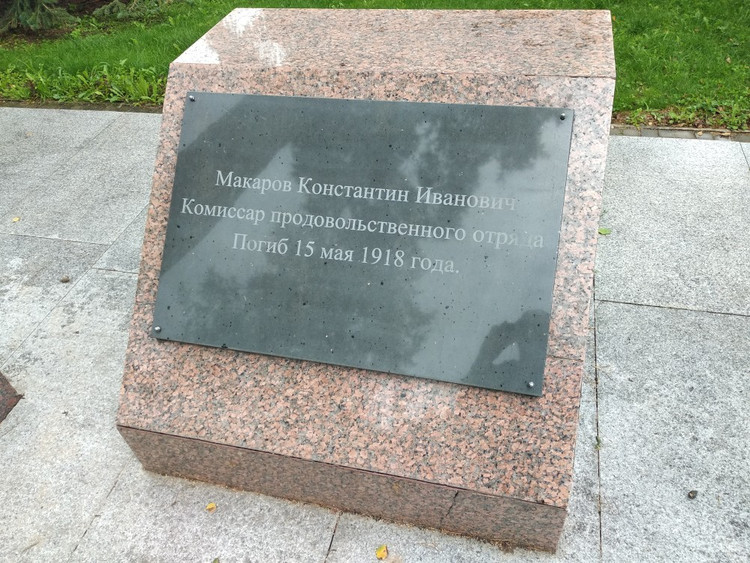 Макаров Константин Иванович
Комиссар продовольственного отряда
Погиб 15 мая 1918 года.